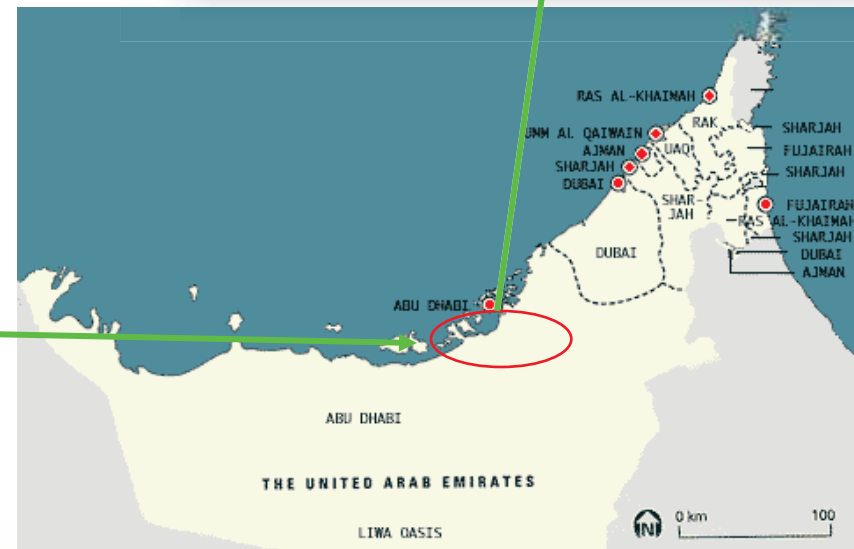 RAS AL-KHAIMAH
RAK
SHARJAH
UMM AL QAIWAIN
AJMAN
UAQ
FUJAIRAH
SHARJAH
SHARJAH
DUBAI
SHAR-
JAH
FUJAIRAH
RAS AL-KHAIMAH
SHARJAH
DUBAI
DUBAI
AJMAN
ABU DHABI
ABU DHABI
THE UNITED ARAB EMIRATES
LIWA OASIS
N
0 km 100